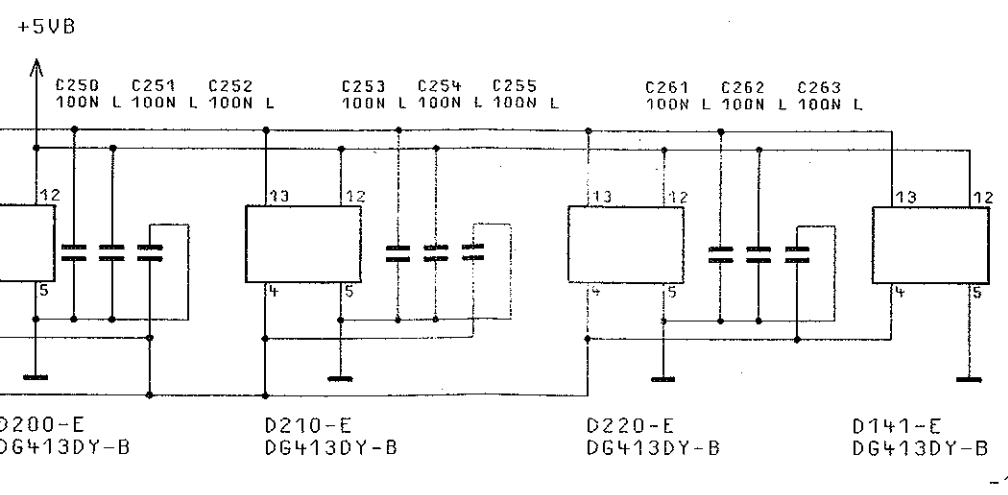 +5VB
C250 C251 C252
100N L 100N L 100N L
C253 C254 C255
100N L 100N L 100N L
C261 C262 C263
100N L 100N L 100N L
12
13 12
13 12
13 12
5
4 5
4 5
4 5
D200-E
DG413DY-B
D210-E
DG413DY-B
D220-E
DG413DY-B
D141-E
DG413DY-B